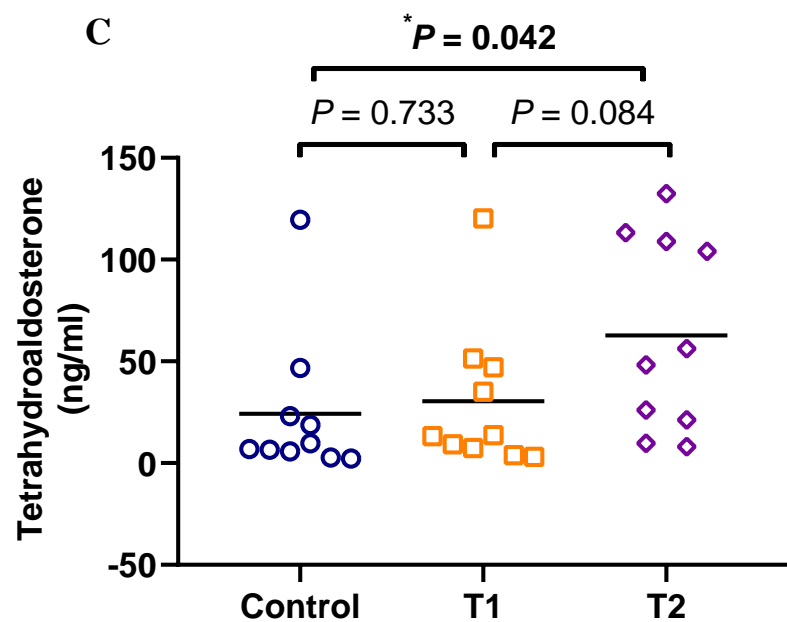 C
*P = 0.042
P = 0.733
P = 0.084
Tetrahydroaldosterone
(ng/ml)
150
100
50
0
-50
Control
T1
T2